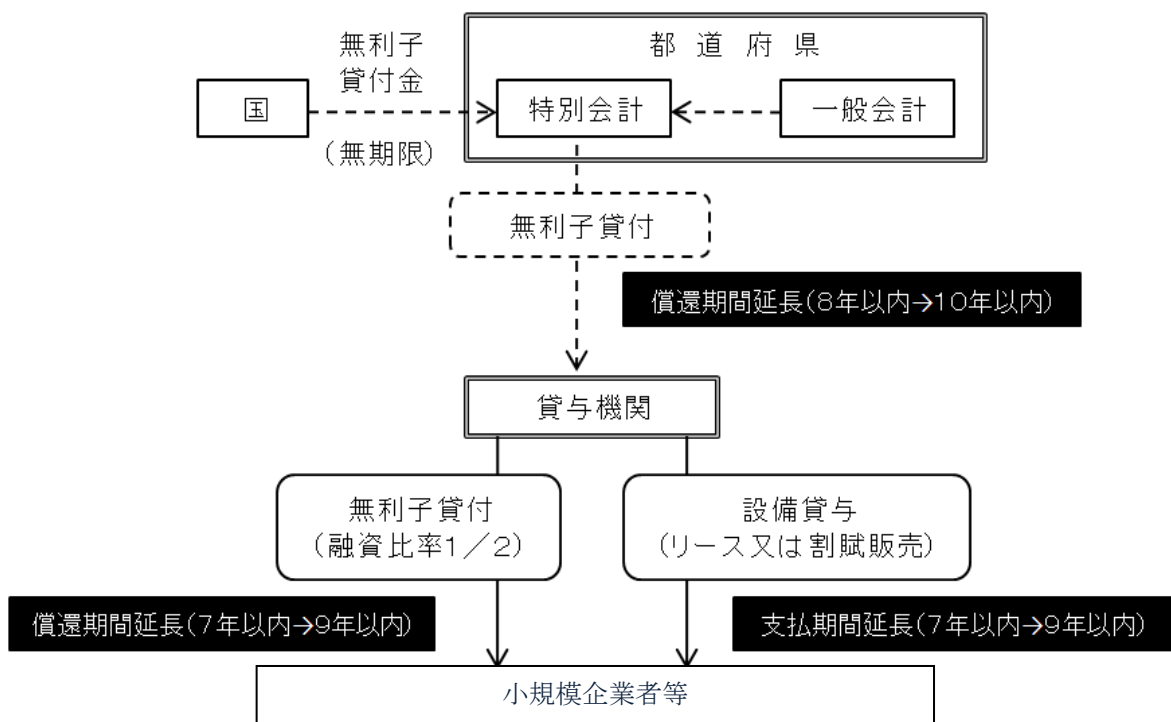 都道府県
無利子
貸付金
国
特別会計
一般会計
(無期限)
無利子貸付
償還期間延長(8年以内→10年以内)
貸与機関
無利子貸付
(融資比率1/2)
設備貸与
(リース又は割賦販売)
償還期間延長(7年以内→9年以内)
支払期間延長(7年以内→9年以内)
小規模企業者等